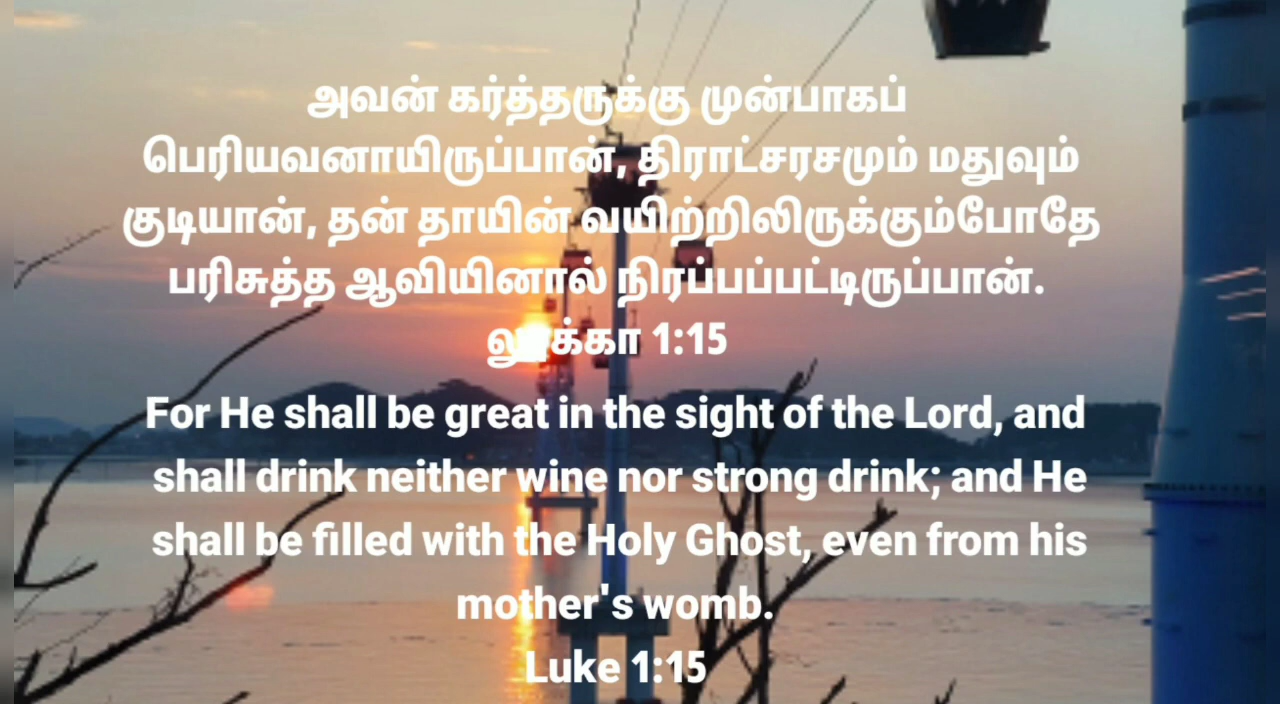 அவன் கர்த்தருக்கு முன்பாகப்
பெரியவனாயிருப்பான், திராட்சரசமும் மதுவும்
குடியான், தன் தாயின் வயிற்றிலிருக்கும்போதே
பரிசுத்த ஆவியினால் நிரப்பப்பட்டிருப்பான்.
லூக்கா 1:15
For He shall be great in the sight of the Lord, and
shall drink neither wine nor strong drink; and He
shall be filled with the Holy Ghost, even from his
mother's womb.
Luke 1:15